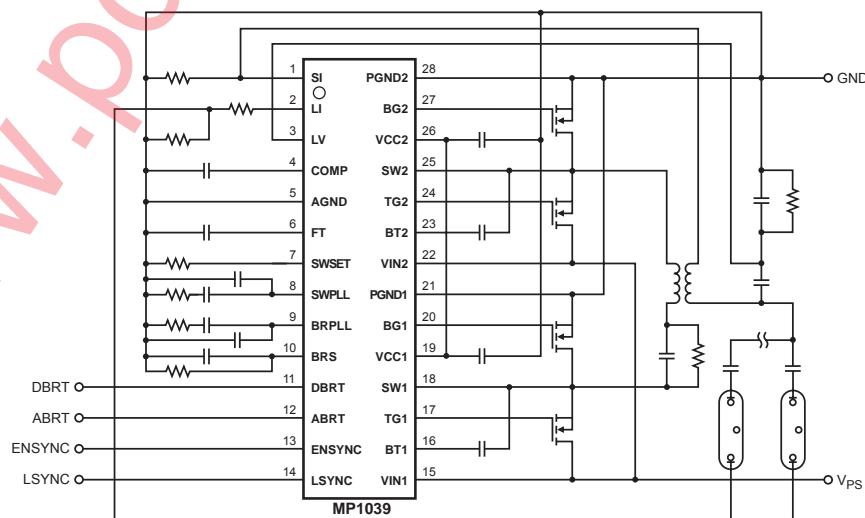 w.po
1 SI PGND2 28
GND
2 LI BG2 27
3 LV VCC2 26
4 COMP SW2 25
5 AGND TG2 24
6 FT BT2 23
7 SWSET VIN2 22
8 SWPLL PGND1 21
9 BRPLL BG1 20
10 BRS VCC1 19
DBRT 11 DBRT SW1 18
ABRT 12 ABRT TG1 17
ENSYNC 13 ENSYNC BT1 16
LSYNC 14 LSYNC VIN1 15 VPS
MP1039